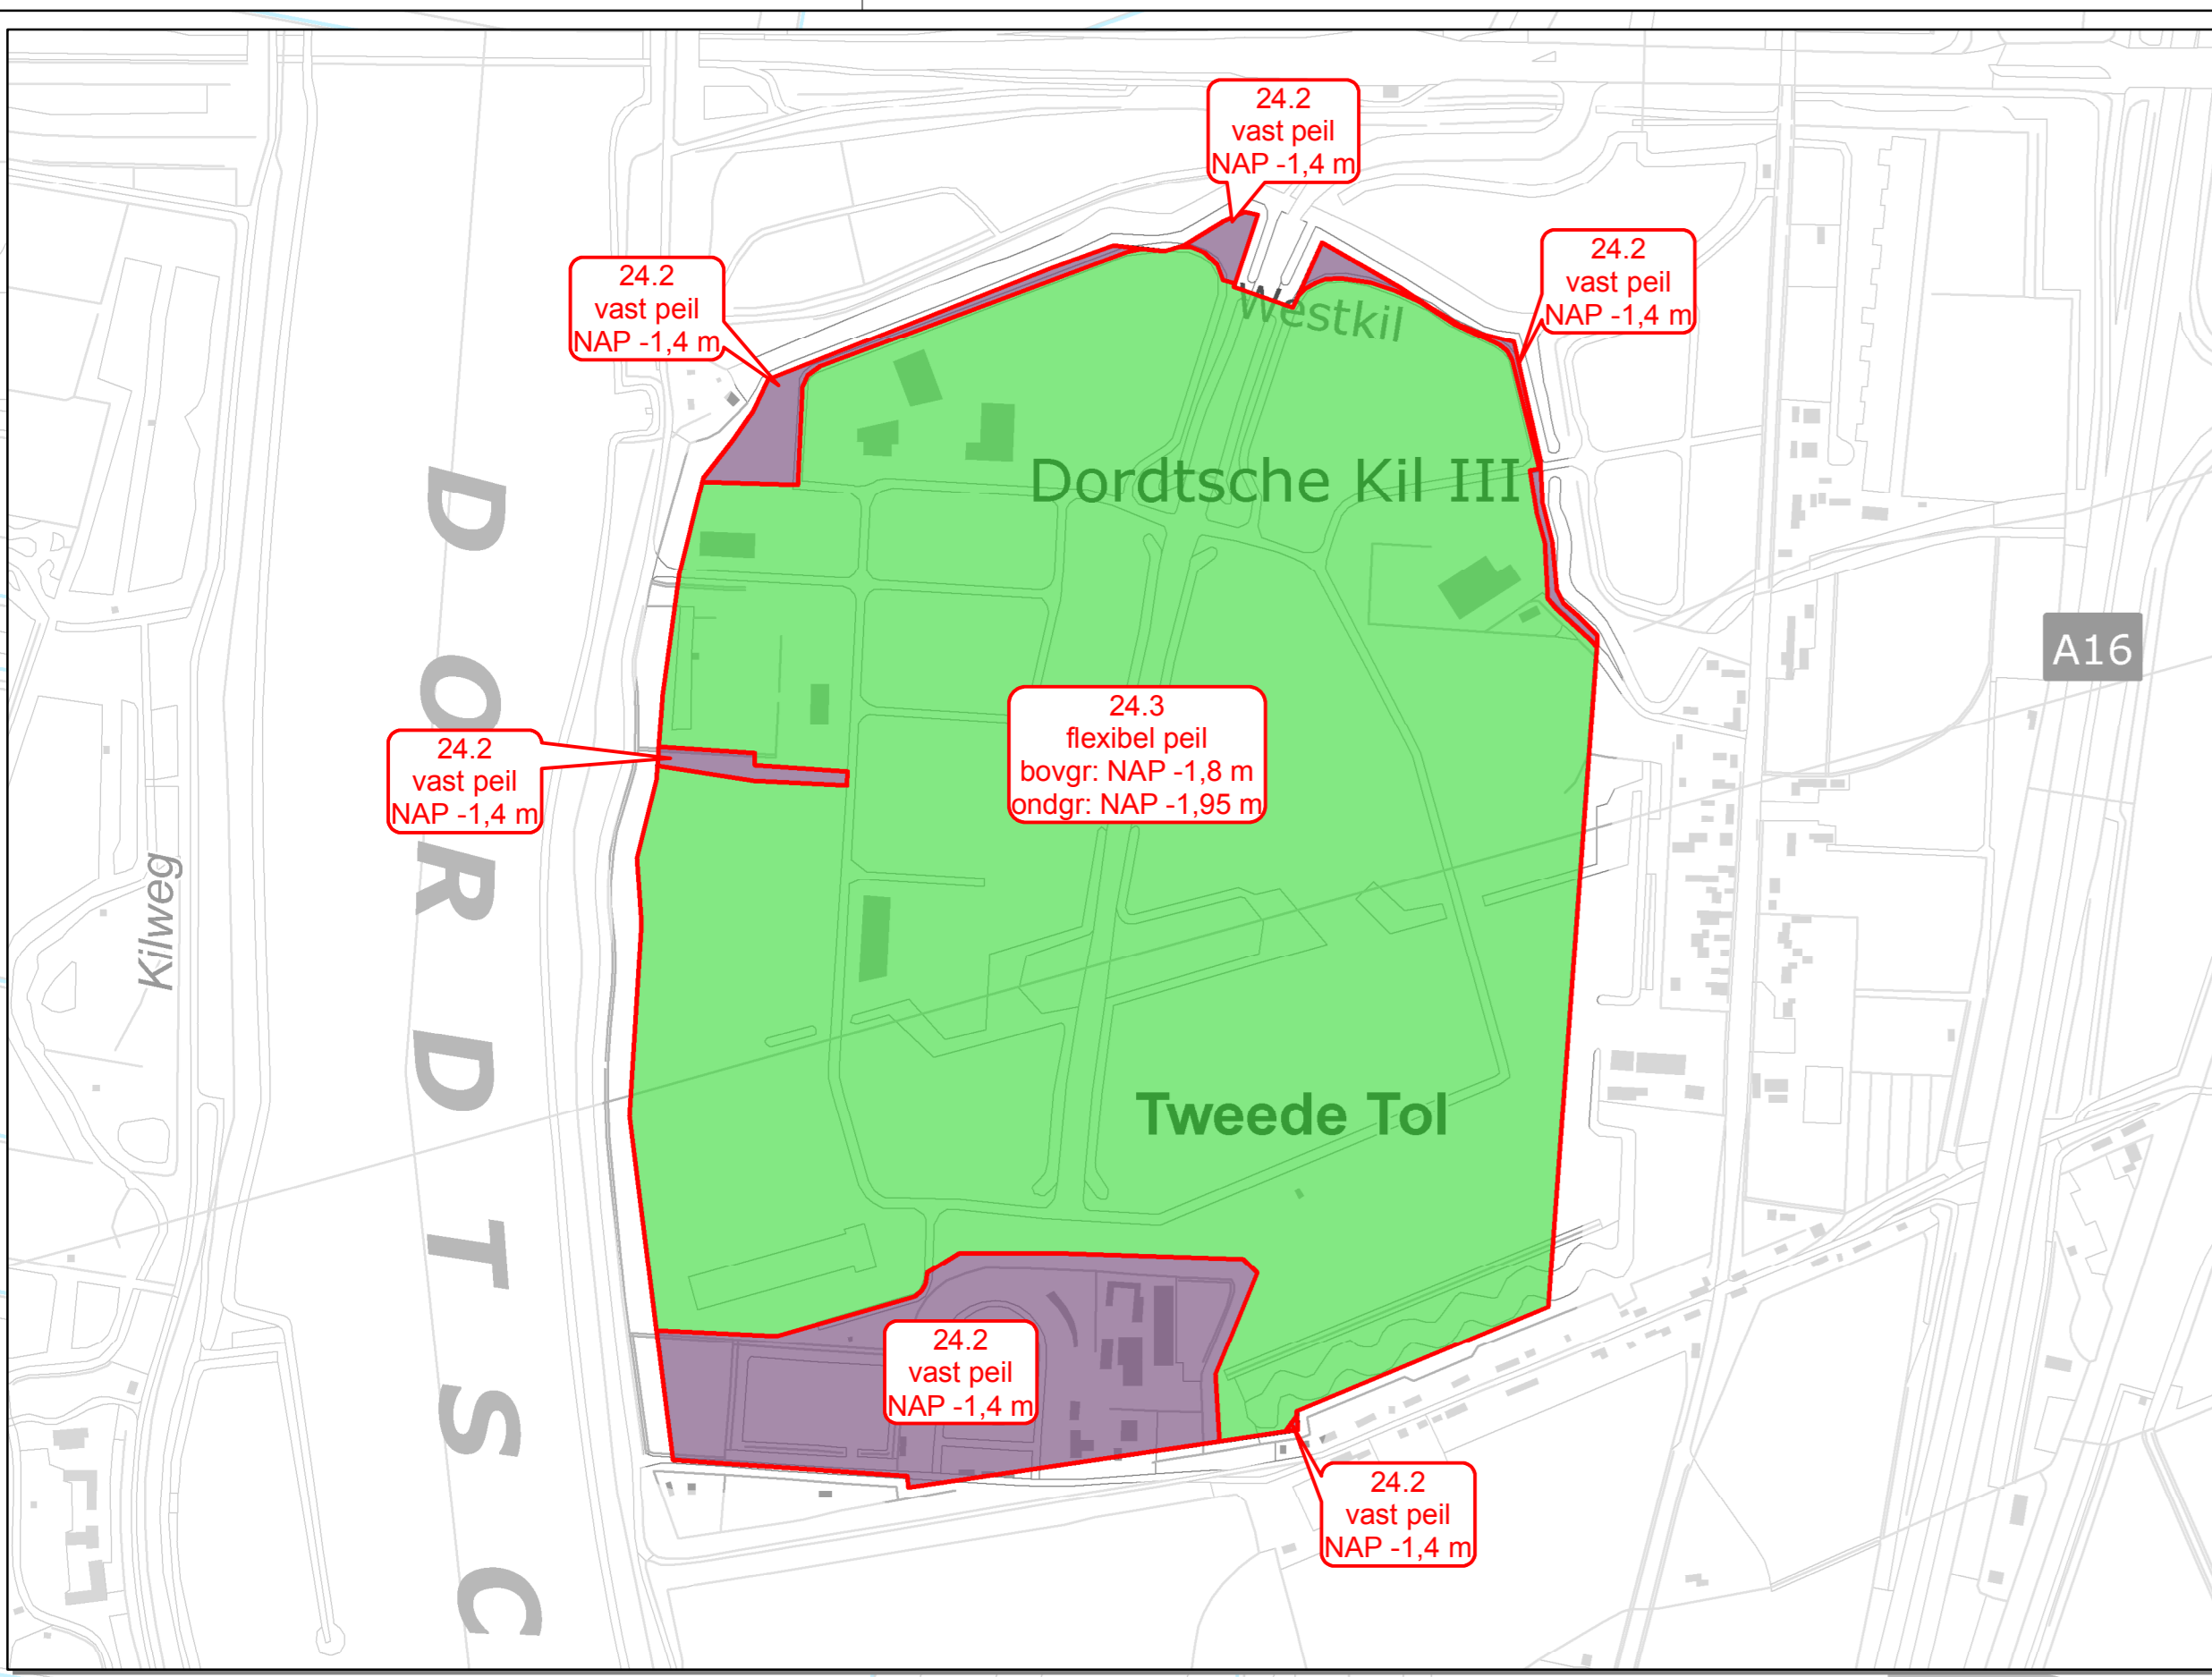 24.2
vast peil
NAP -1,4 m
24.2
vast peil
NAP -1,4 m
24.2
vast peil
NAP -1,4 m
Westkil
Dordtsche Kil III
A16
24.3
flexibel peil
bovgr: NAP -1,8 m
ondgr: NAP -1,95 m
24.2
vast peil
NAP -1,4 m
Kilweg
DORDTSC
Tweede Tol
24.2
vast peil
NAP -1,4 m
24.2
vast peil
NAP -1,4 m